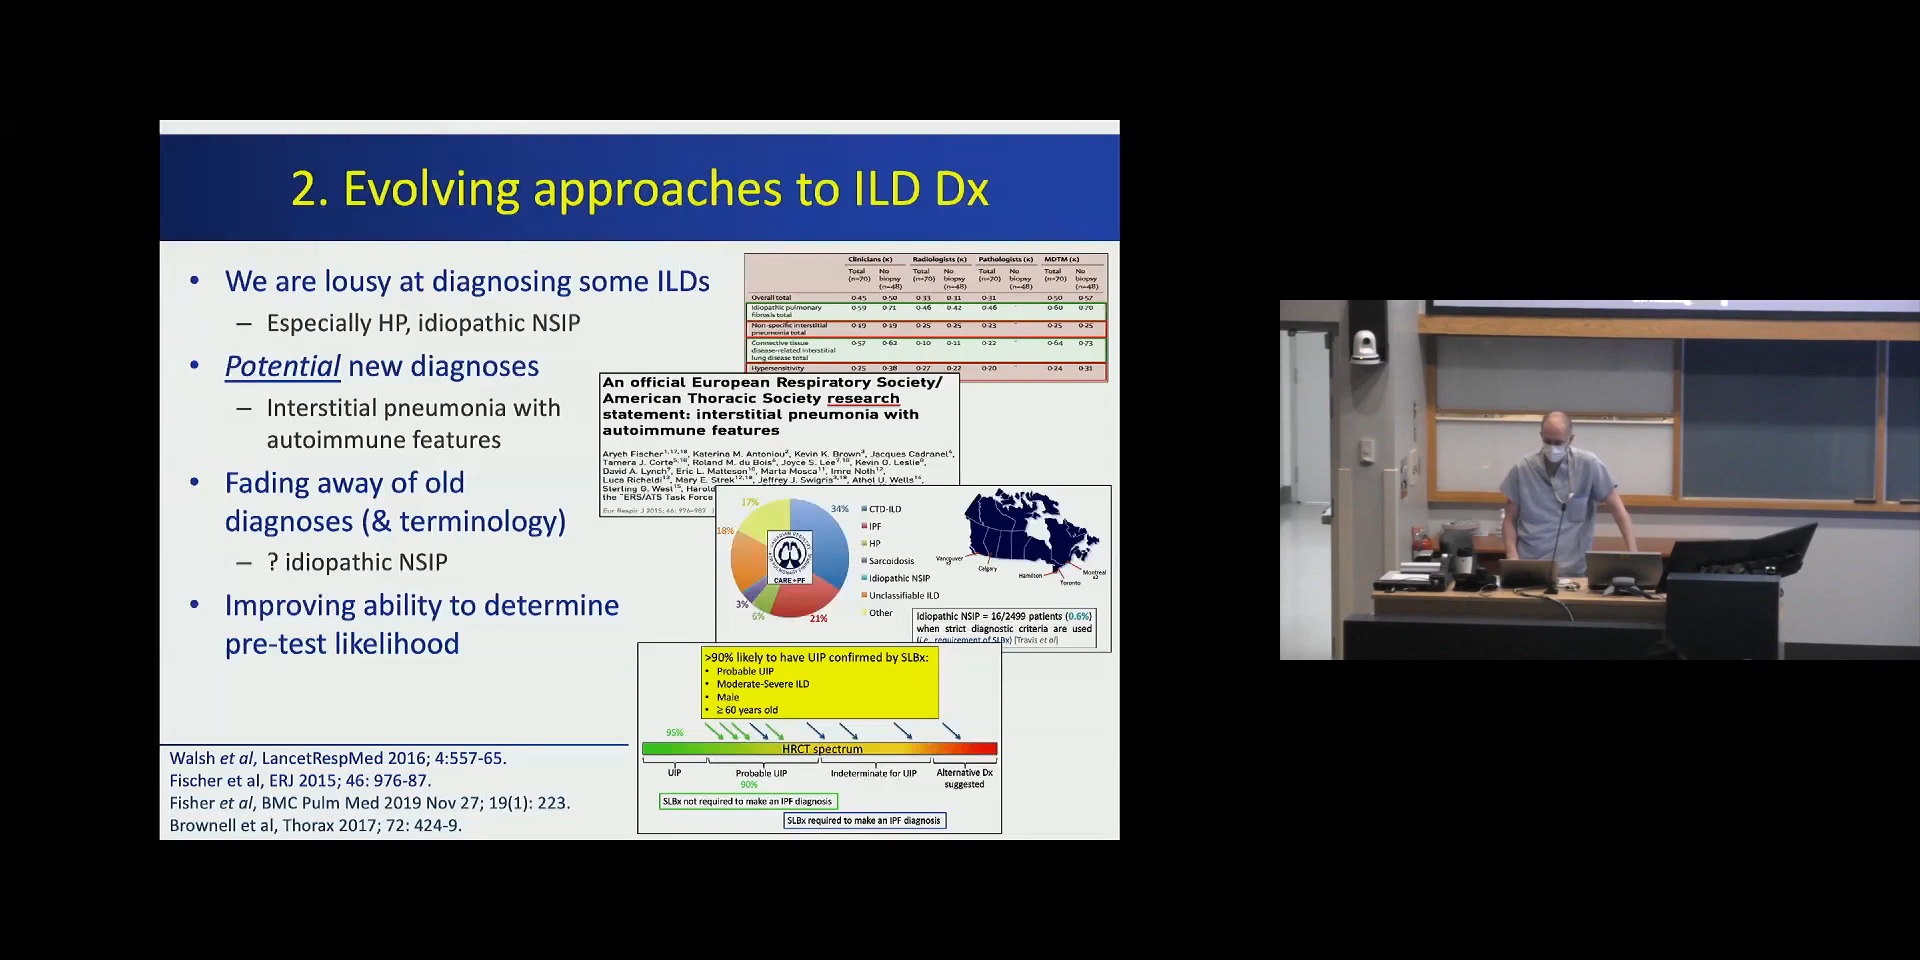 2. Evolving approaches to ILD Dx
• We are lousy at diagnosing some ILDs
– Especially HP, idiopathic NSIP
• Potential new diagnoses
– Interstitial pneumonia with
autoimmune features
• Fading away of old
diagnoses (& terminology)
– ? idiopathic NSIP
• Improving ability to determine
pre-test likelihood
Walsh et al, LancetRespMed 2016; 4:557-65.
Fischer et al, ERJ 2015; 46: 976-87.
Fisher et al, BMC Pulm Med 2019 Nov 27; 19(1): 223.
Brownell et al, Thorax 2017; 72: 424-9.
Clinicians (κ) Radiologists (κ) Pathologists (κ) MDTM (κ)
Total No Total No Total No Total No
(n=70) biopsy (n=70) biopsy (n=70) biopsy (n=70) biopsy
(n=48) (n=48) (n=48) (n=48)
Overall total 0·45 0·50 0·33 0·31 0·31 0·50 0·57
Idiopathic pulmonary 0·59 0·71 0·46 0·42 0·46 0·60 0·70
fibrosis total
Non-specific interstitial 0·19 0·19 0·25 0·25 0·23 0·25 0·25
pneumonia total
Connective tissue 0·57 0·62 0·10 0·11 0·22 0·64 0·73
disease-related interstitial
lung disease total
Hypersensitivity 0·25 0·38 0·27 0·22 0·20 0·24 0·31
An official European Respiratory Society/
American Thoracic Society research
statement: interstitial pneumonia with
autoimmune features
Aryeh Fischer, Katerina M. Antoniou, Kevin K. Brown, Jacques Cadranel,
Tamera J. Corte, Roland M. du Bois, Joyce S. Lee, Kevin O. Leslie,
David A. Lynch, Eric L. Matteson, Marta Mosca, Imre Noth,
Luca Richeldi, Mary E. Strek, Jeffrey J. Swigris, Athol U. Wells,
Sterling G. West, Harold
the "ERS/ATS Task Force
Eur Respir J 2015; 46: 976–987
17%
34%
18%
3%
6%
21%
CARE-PF
CTD-ILD
IPF
HP
Sarcoidosis
Idiopathic NSIP
Unclassifiable ILD
Other
Vancouver
Calgary
Hamilton
Toronto
Montreal
x2
Idiopathic NSIP = 16/2499 patients (0.6%)
when strict diagnostic criteria are used
(i.e., requirement of SLBx) [Travis et al]
>90% likely to have UIP confirmed by SLBx:
• Probable UIP
• Moderate-Severe ILD
• Male
• ≥ 60 years old
95%
HRCT spectrum
UIP
Probable UIP
90%
Indeterminate for UIP
Alternative Dx
suggested
SLBx not required to make an IPF diagnosis
SLBx required to make an IPF diagnosis